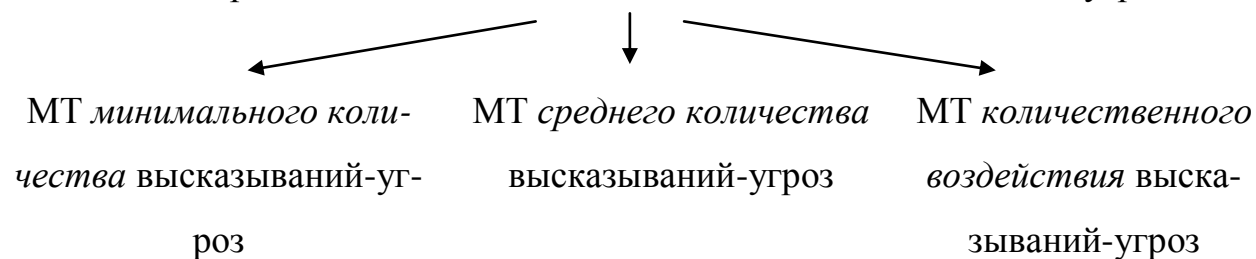 МТ минимального коли-
чества высказываний-уг-
роз
МТ среднего количества
высказываний-угроз
МТ количественного
воздействия выска-
зываний-угроз